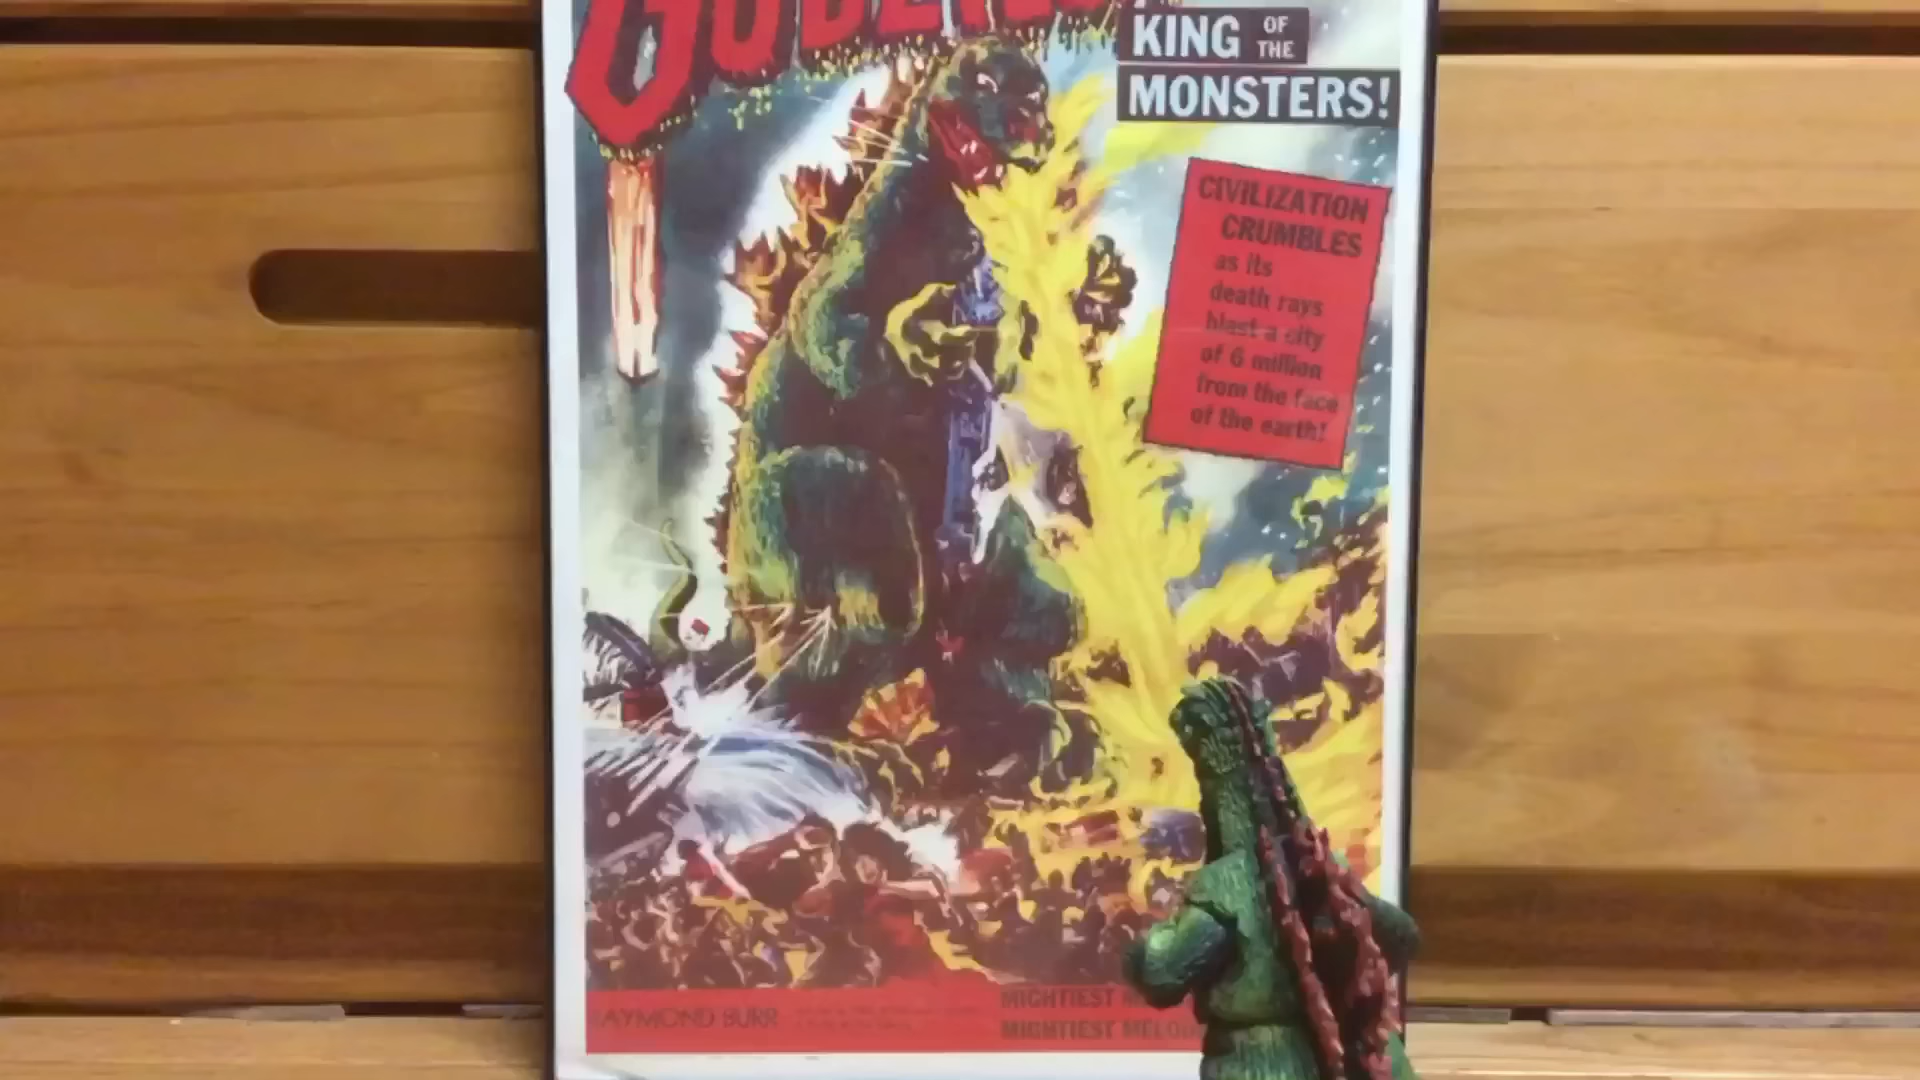 KING OF THE
MONSTERS!
CIVILIZATION
CRUMBLES
as its
death rays
blast a city
of 6 million
from the face
of the earth!
RAYMOND BURR
MIGHTIEST
MIGHTIEST